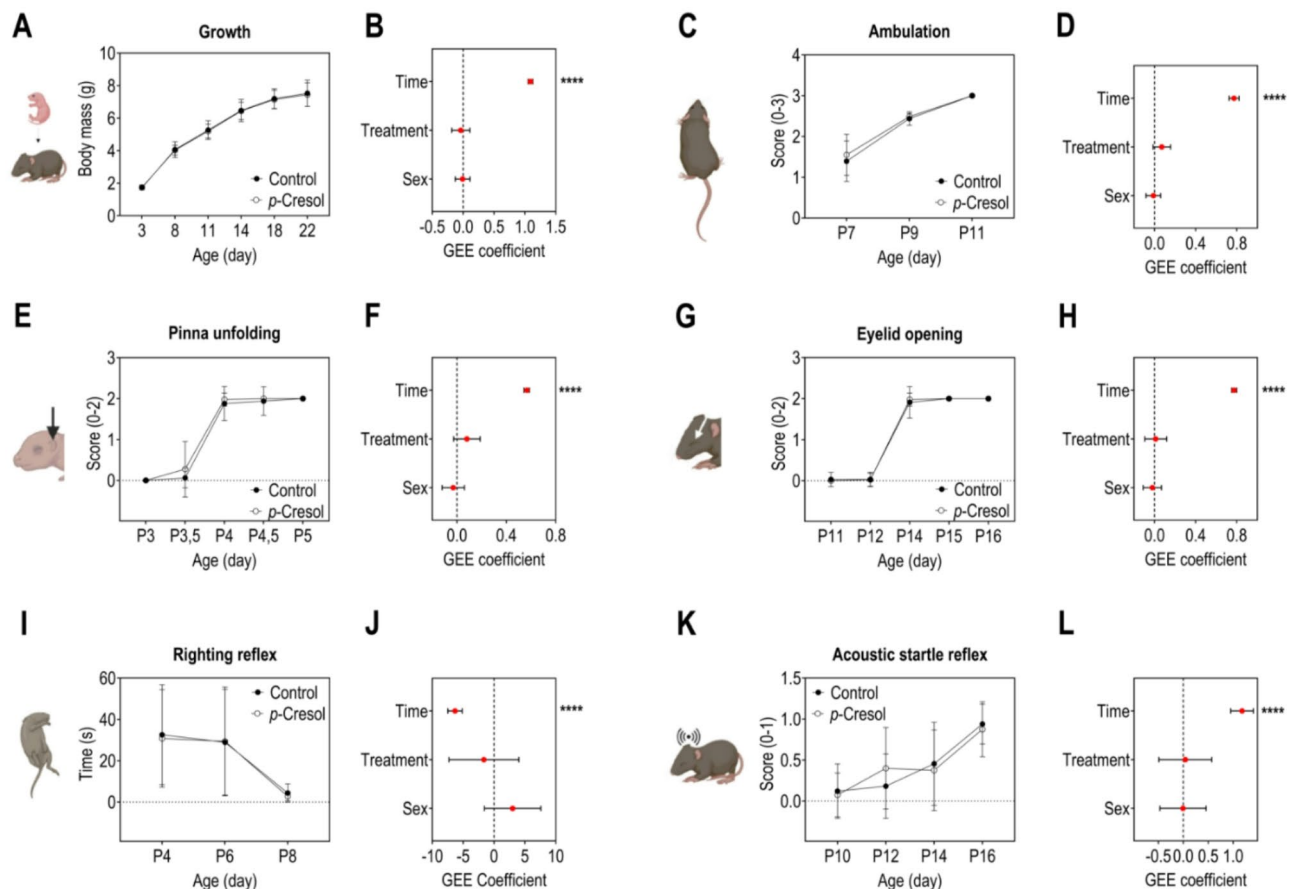 A
Growth
Body mass (g)
10
8
6
4
2
0
Control
p-Cresol
3 8 11 14 18 22
Age (day)
B
Time
Treatment
Sex
****
-0.5 0.0 0.5 1.0 1.5
GEE coefficient
C
Ambulation
Score (0-3)
4
3
2
1
0
Control
p-Cresol
P7 P9 P11
Age (day)
D
Time
Treatment
Sex
****
0.0 0.4 0.8
GEE coefficient
E
Pinna unfolding
Score (0-2)
3
2
1
0
Control
p-Cresol
P3 P3,5 P4 P4,5 P5
Age (day)
F
Time
Treatment
Sex
****
0.0 0.4 0.8
GEE coefficient
G
Eyelid opening
Score (0-2)
3
2
1
0
Control
p-Cresol
P11 P12 P14 P15 P16
Age (day)
H
Time
Treatment
Sex
****
0.0 0.4 0.8
GEE coefficient
I
Righting reflex
Time (s)
60
40
20
0
Control
p-Cresol
P4 P6 P8
Age (day)
J
Time
Treatment
Sex
****
-10 -5 0 5 10
GEE Coefficient
K
Acoustic startle reflex
Score (0-1)
1.5
1.0
0.5
0.0
Control
p-Cresol
P10 P12 P14 P16
Age (day)
L
Time
Treatment
Sex
****
-0.5 0.0 0.5 1.0
GEE coefficient